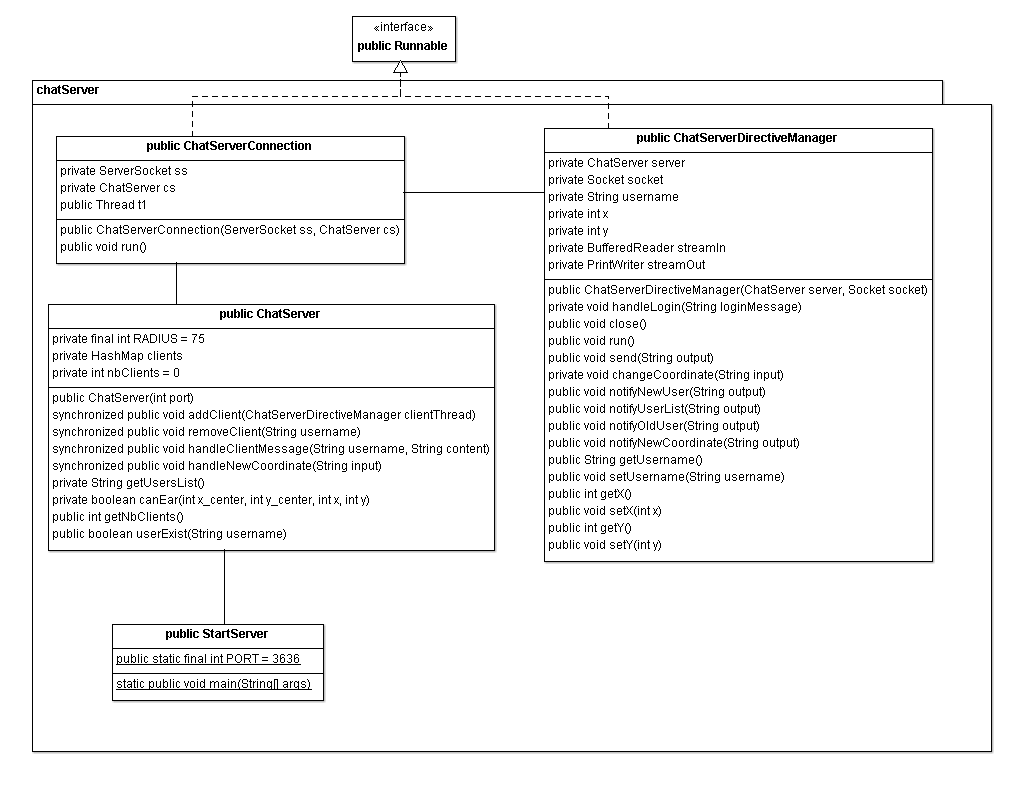 «interface»
public Runnable
chatServer
public ChatServerConnection
private ServerSocket ss
private ChatServer cs
public Thread t1
public ChatServerConnection(ServerSocket ss, ChatServer cs)
public void run()
public ChatServerDirectiveManager
private ChatServer server
private Socket socket
private String username
private int x
private int y
private BufferedReader streamIn
private PrintWriter streamOut
public ChatServerDirectiveManager(ChatServer server, Socket socket)
private void handleLogin(String loginMessage)
public void close()
public void run()
public void send(String output)
private void changeCoordinate(String input)
public void notifyNewUser(String output)
public void notifyUserList(String output)
public void notifyOldUser(String output)
public void notifyNewCoordinate(String output)
public String getUsername()
public void setUsername(String username)
public int getX()
public void setX(int x)
public int getY()
public void setY(int y)
public ChatServer
private final int RADIUS = 75
private HashMap clients
private int nbClients = 0
public ChatServer(int port)
synchronized public void addClient(ChatServerDirectiveManager clientThread)
synchronized public void removeClient(String username)
synchronized public void handleClientMessage(String username, String content)
synchronized public void handleNewCoordinate(String input)
private String getUsersList()
private boolean canEar(int x_center, int y_center, int x, int y)
public int getNbClients()
public boolean userExist(String username)
public StartServer
public static final int PORT = 3636
static public void main(String[] args)